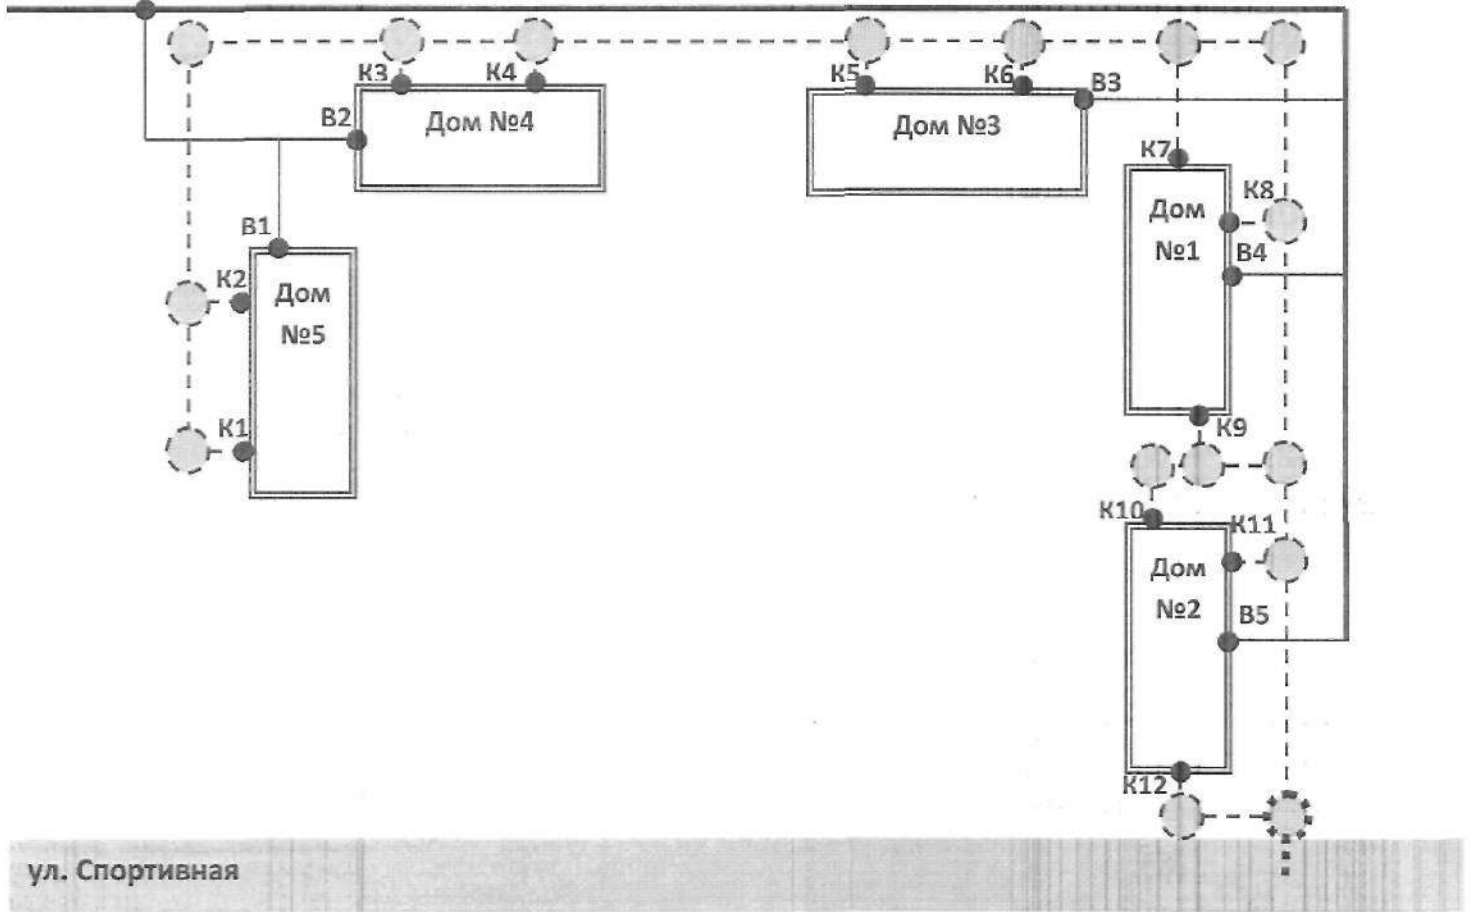 К3
К4
К5
К6
В3
В2
Дом №4
Дом №3
К7
К8
Дом
№1
В1
В4
К2
Дом
№5
К1
К9
К10
К11
Дом
№2
В5
К12
ул. Спортивная